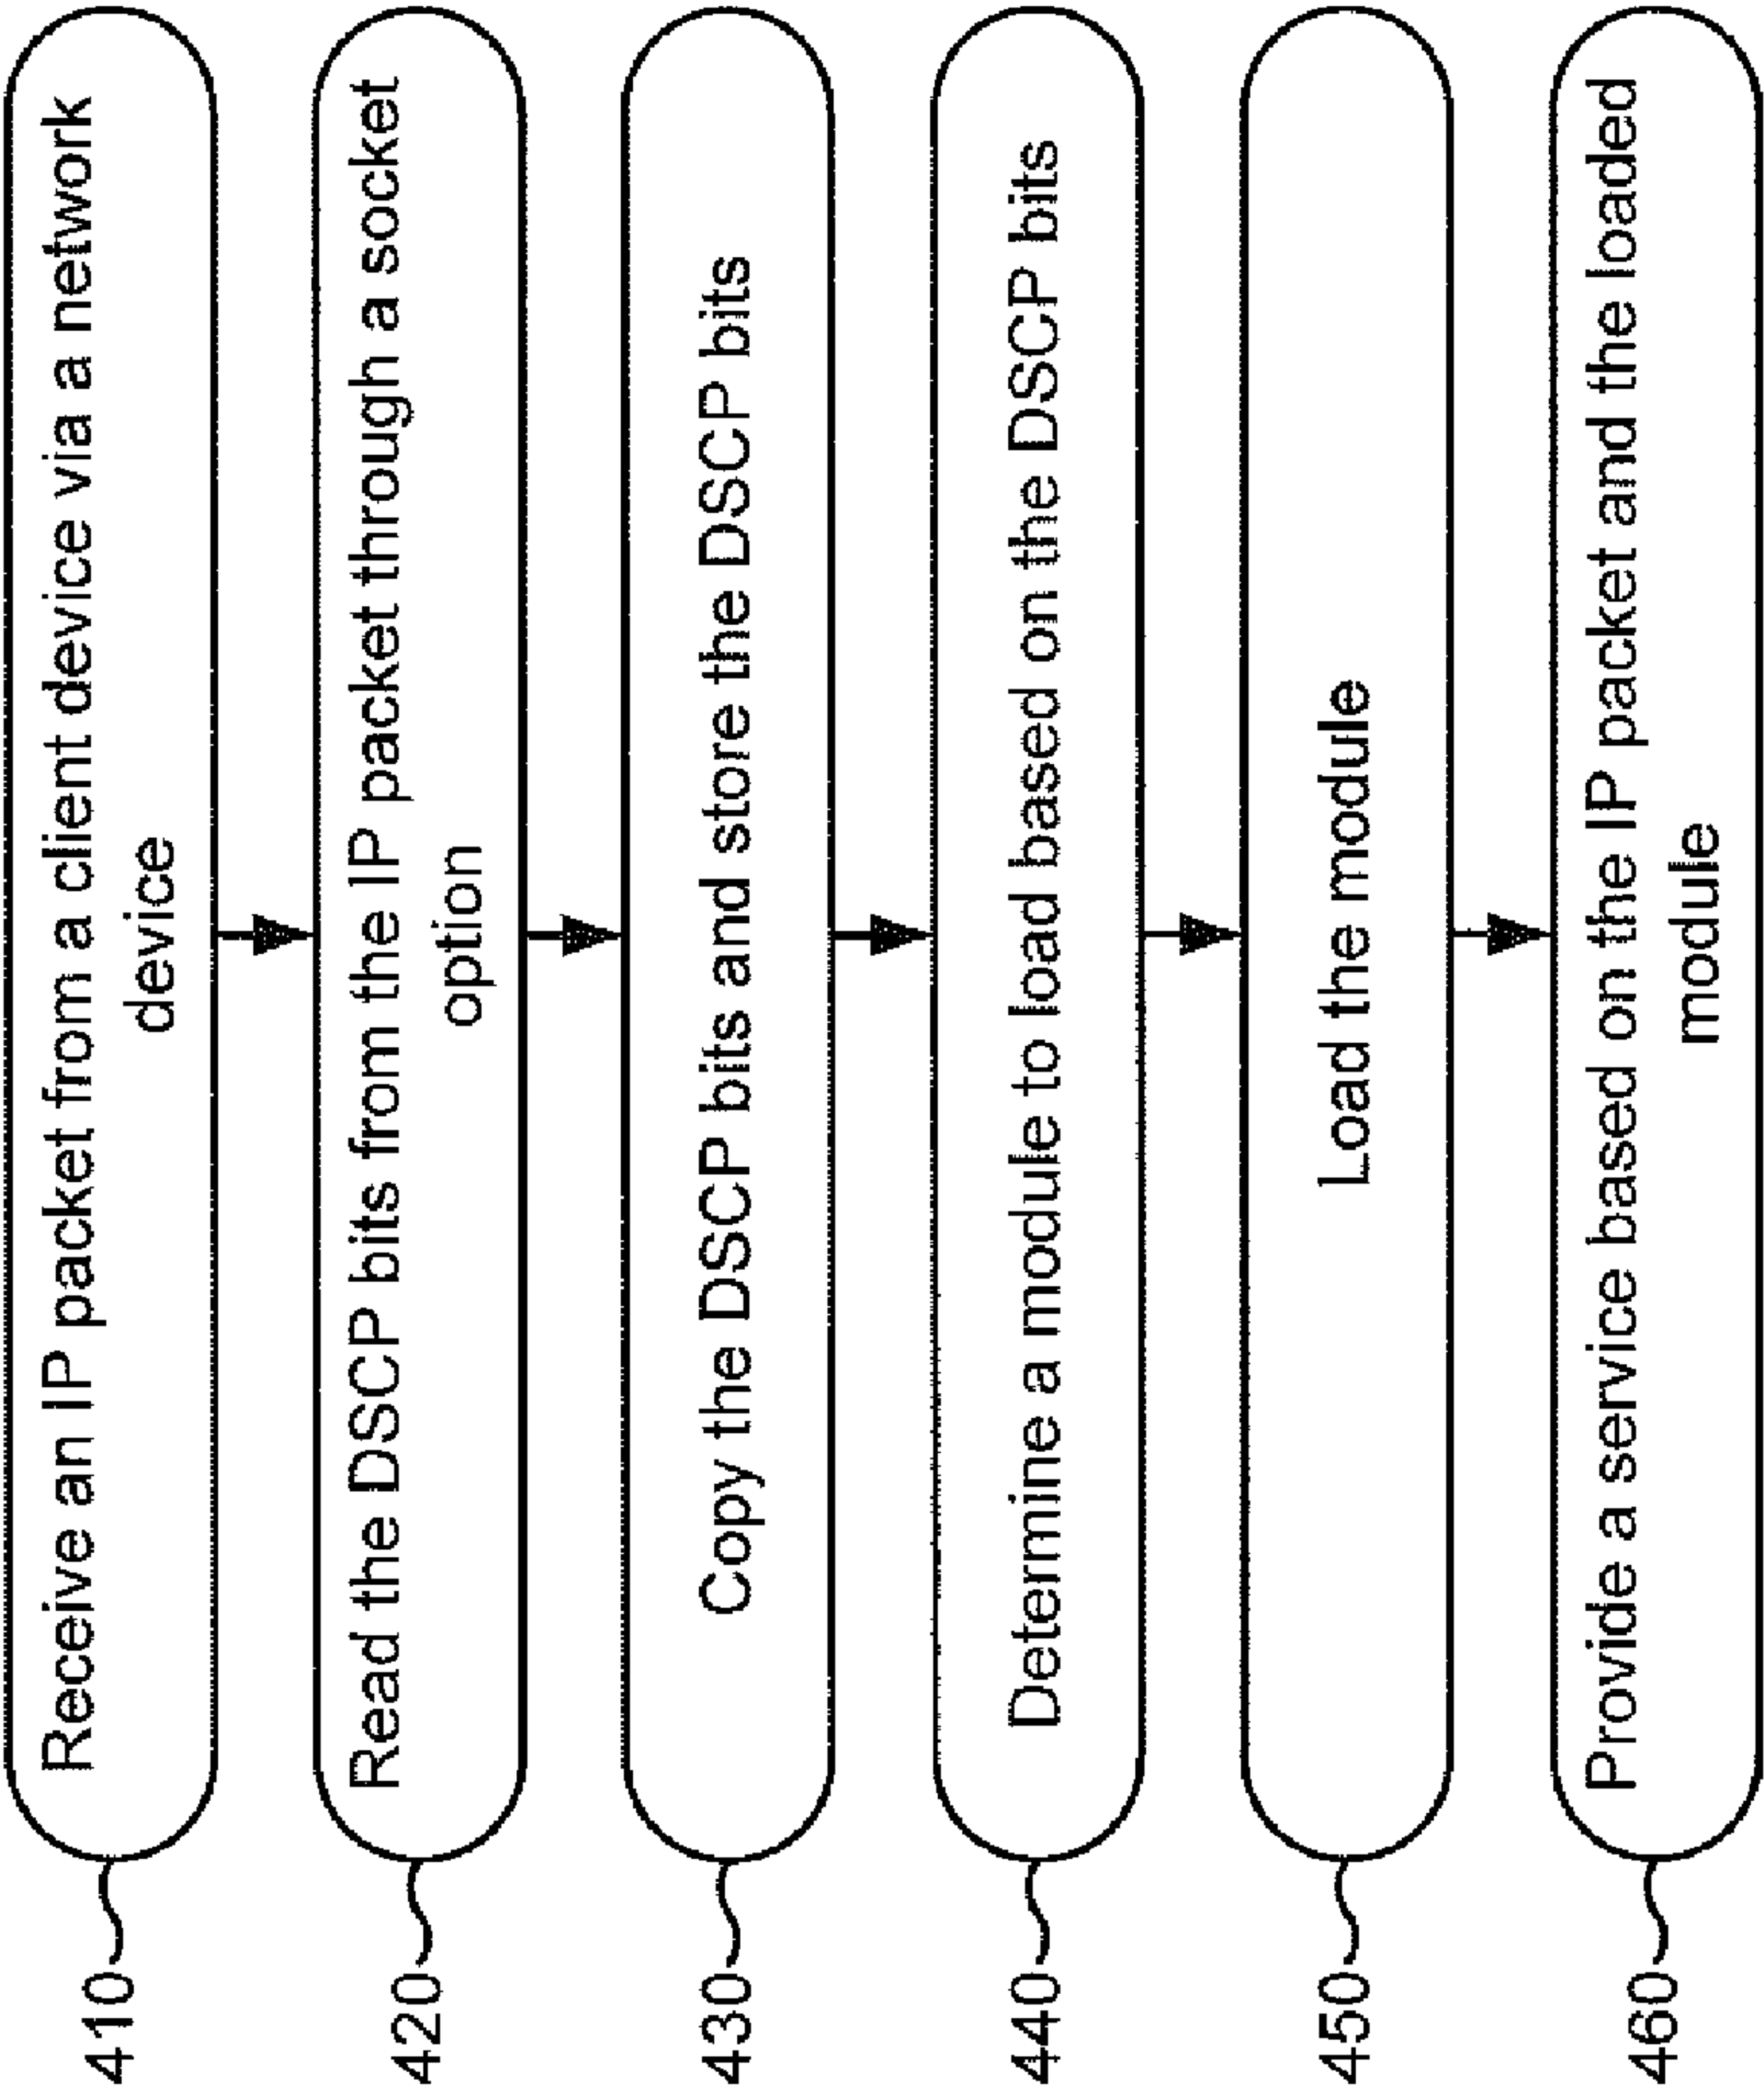 410
Receive an IP packet from a client device via a network
device
420
Read the DSCP bits from the IP packet through a socket
option
430
Copy the DSCP bits and store the DSCP bits
440
Determine a module to load based on the DSCP bits
450
Load the module
460
Provide a service based on the IP packet and the loaded
module